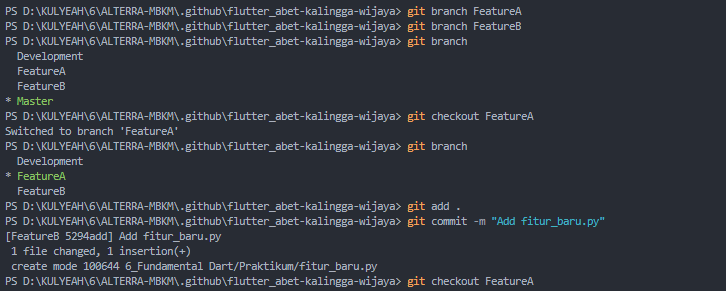 PS D:\KULYEAH\6\ALTERRA-MBKM\.github\flutter_abet-kalingga-wijaya> git branch FeatureA
PS D:\KULYEAH\6\ALTERRA-MBKM\.github\flutter_abet-kalingga-wijaya> git branch FeatureB
PS D:\KULYEAH\6\ALTERRA-MBKM\.github\flutter_abet-kalingga-wijaya> git branch
  Development
  FeatureA
  FeatureB
* Master
PS D:\KULYEAH\6\ALTERRA-MBKM\.github\flutter_abet-kalingga-wijaya> git checkout FeatureA
Switched to branch 'FeatureA'
PS D:\KULYEAH\6\ALTERRA-MBKM\.github\flutter_abet-kalingga-wijaya> git branch
  Development
* FeatureA
  FeatureB
PS D:\KULYEAH\6\ALTERRA-MBKM\.github\flutter_abet-kalingga-wijaya> git add .
PS D:\KULYEAH\6\ALTERRA-MBKM\.github\flutter_abet-kalingga-wijaya> git commit -m "Add fitur_baru.py"
[FeatureB 5294add] Add fitur_baru.py
 1 file changed, 1 insertion(+)
 create mode 100644 6_Fundamental Dart/Praktikum/fitur_baru.py
PS D:\KULYEAH\6\ALTERRA-MBKM\.github\flutter_abet-kalingga-wijaya> git checkout FeatureA